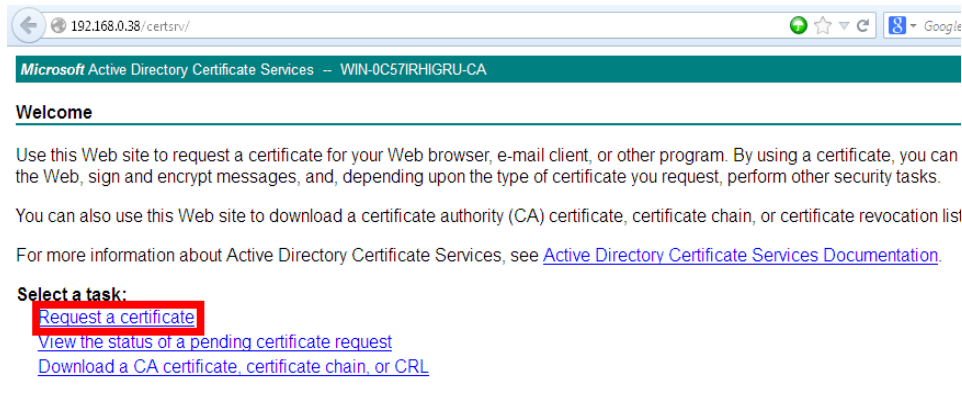 192.168.0.38/certsrv/
Google
Microsoft Active Directory Certificate Services -- WIN-0C57IRHIGRU-CA
Welcome
Use this Web site to request a certificate for your Web browser, e-mail client, or other program. By using a certificate, you can
the Web, sign and encrypt messages, and, depending upon the type of certificate you request, perform other security tasks.
You can also use this Web site to download a certificate authority (CA) certificate, certificate chain, or certificate revocation list
For more information about Active Directory Certificate Services, see Active Directory Certificate Services Documentation.
Select a task:
Request a certificate
View the status of a pending certificate request
Download a CA certificate, certificate chain, or CRL